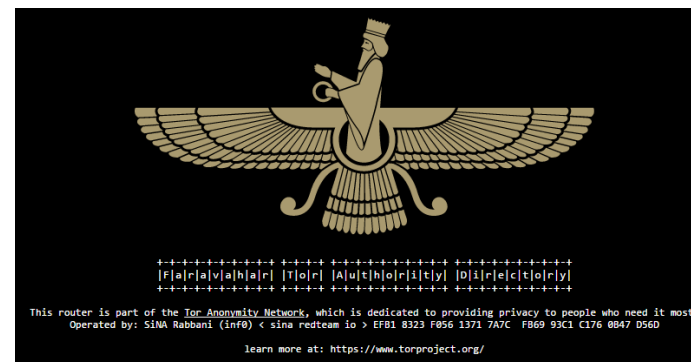 +-+-+-+-+-+-+-+-+-+ +-+-+-+ +-+-+-+-+-+-+-+-+-+ +-+-+-+-+-+-+-+-+-+
|F|a|r|a|v|a|h|a|r| |T|o|r| |A|u|t|h|o|r|i|t|y| |D|i|r|e|c|t|o|r|y|
+-+-+-+-+-+-+-+-+-+ +-+-+-+ +-+-+-+-+-+-+-+-+-+ +-+-+-+-+-+-+-+-+-+
This router is part of the Tor Anonymity Network, which is dedicated to providing privacy to people who need it most
Operated by: SiNA Rabbani (inf0) < sina redteam io > EFB1 8323 F056 1371 7A7C  FB69 93C1 C176 0B47 D56D
learn more at: https://www.torproject.org/